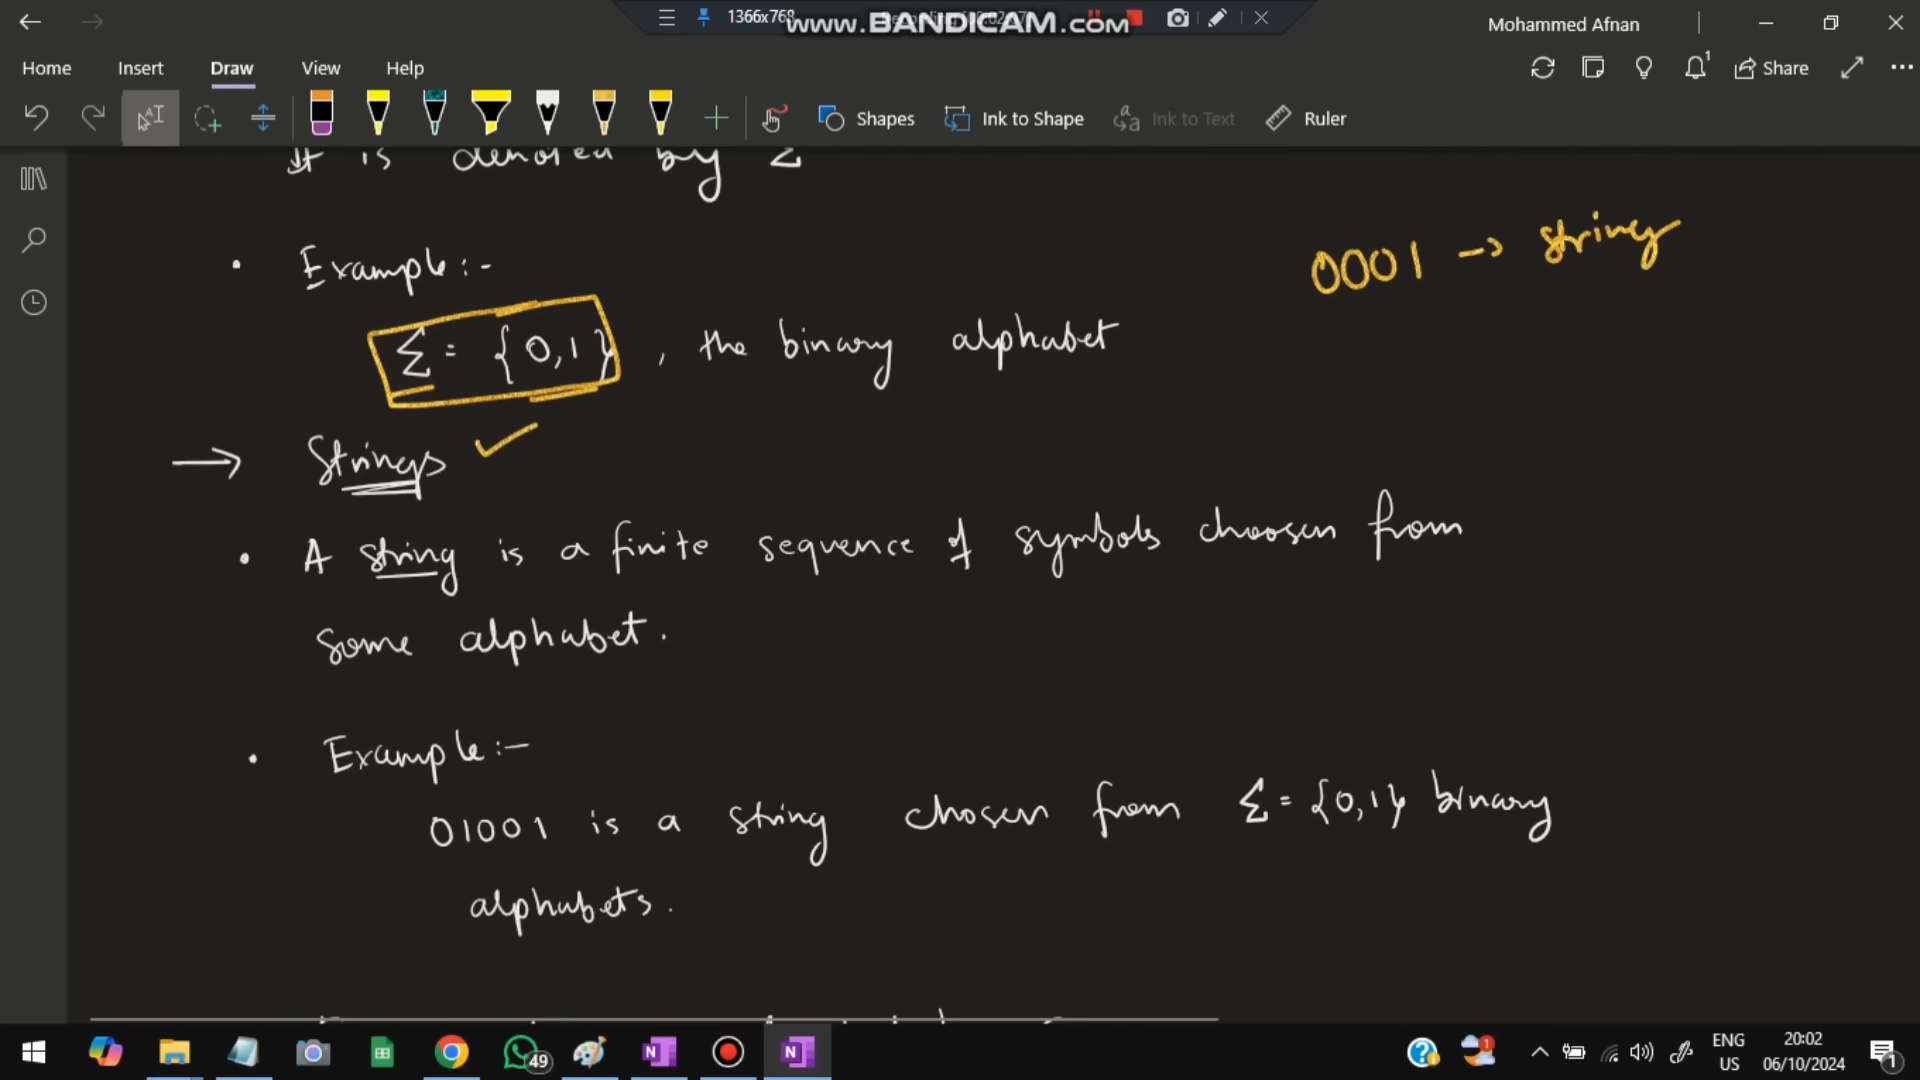 1366x768
www.BANDICAM.com
Mohammed Afnan
Home Insert Draw View Help
1
Share
Shapes
Ink to Shape
Ink to Text
Ruler
It is denoted by Σ
0001 -> string
• Example:-
Σ = {0,1}, the binary alphabet
→ Strings ✓
• A string is a finite sequence of symbols choosen from
some alphabet.
• Example:-
01001 is a string chosen from Σ = {0,1} binary
alphabets.
49
1
ENG
US
20:02
06/10/2024
1